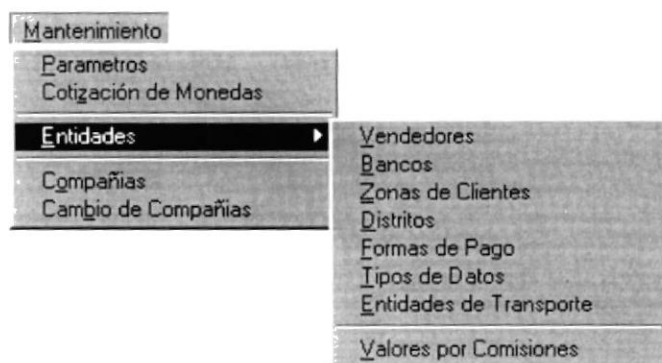 Mantenimiento
Parametros
Cotización de Monedas
Entidades
Compañias
Cambio de Compañias
Vendedores
Bancos
Zonas de Clientes
Distritos
Formas de Pago
Tipos de Datos
Entidades de Transporte
Valores por Comisiones